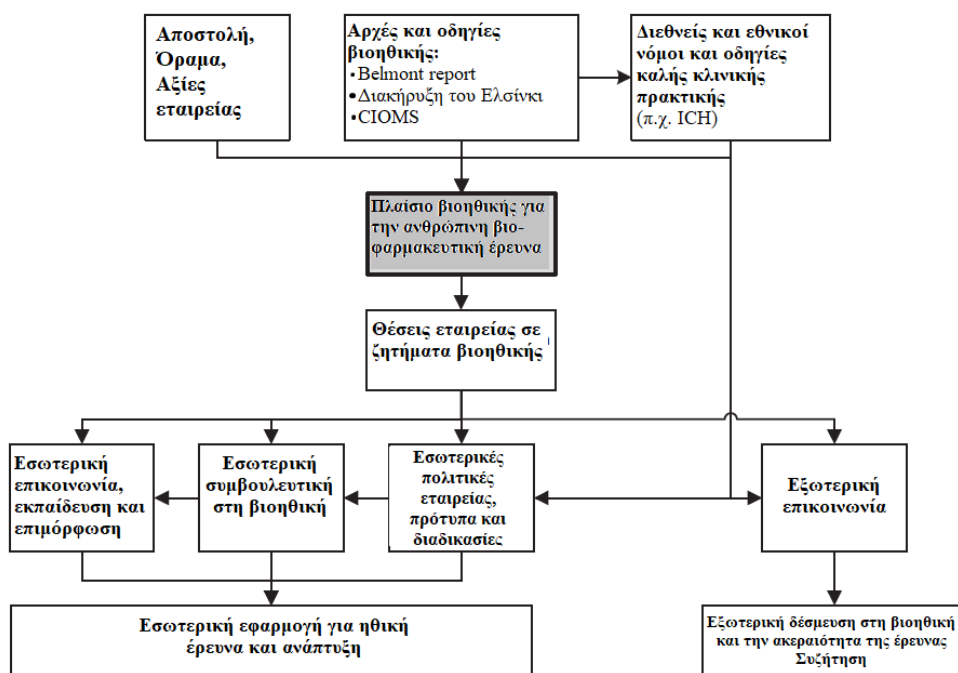 Αποστολή,
Όραμα,
Αξίες
εταιρείας
Αρχές και οδηγίες
βιοηθικής:
•Belmont report
•Διακήρυξη του Ελσίνκι
•CIOMS
Διεθνείς και εθνικοί
νόμοι και οδηγίες
καλής κλινικής
πρακτικής
(π.χ. ICH)
Πλαίσιο βιοηθικής για
την ανθρώπινη βιο-
φαρμακευτική έρευνα
Θέσεις εταιρείας σε
ζητήματα βιοηθικής
Εσωτερική
επικοινωνία,
εκπαίδευση και
επιμόρφωση
Εσωτερική
συμβουλευτική
στη βιοηθική
Εσωτερικές
πολιτικές
εταιρείας,
πρότυπα και
διαδικασίες
Εξωτερική
επικοινωνία
Εσωτερική εφαρμογή για ηθική
έρευνα και ανάπτυξη
Εξωτερική δέσμευση στη βιοηθική
και την ακεραιότητα της έρευνας
Συζήτηση